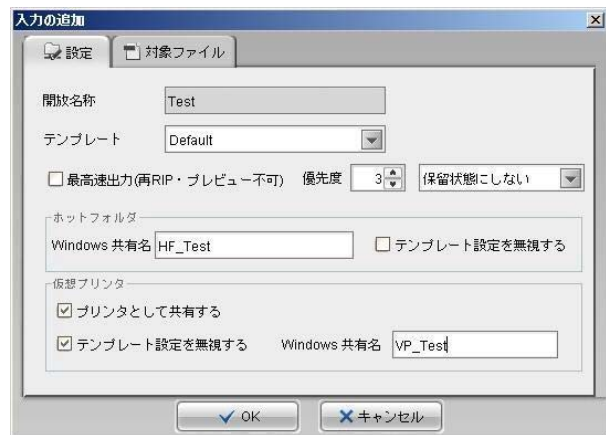 入力の追加
設定 対象ファイル
開放名称 Test
テンプレート Default
最高速出力(再RIP・プレビュー不可) 優先度 3 保留状態にしない
ホットフォルダ
Windows 共有名 HF_Test テンプレート設定を無視する
仮想プリンタ
プリンタとして共有する
テンプレート設定を無視する Windows 共有名 VP_Test
OK キャンセル